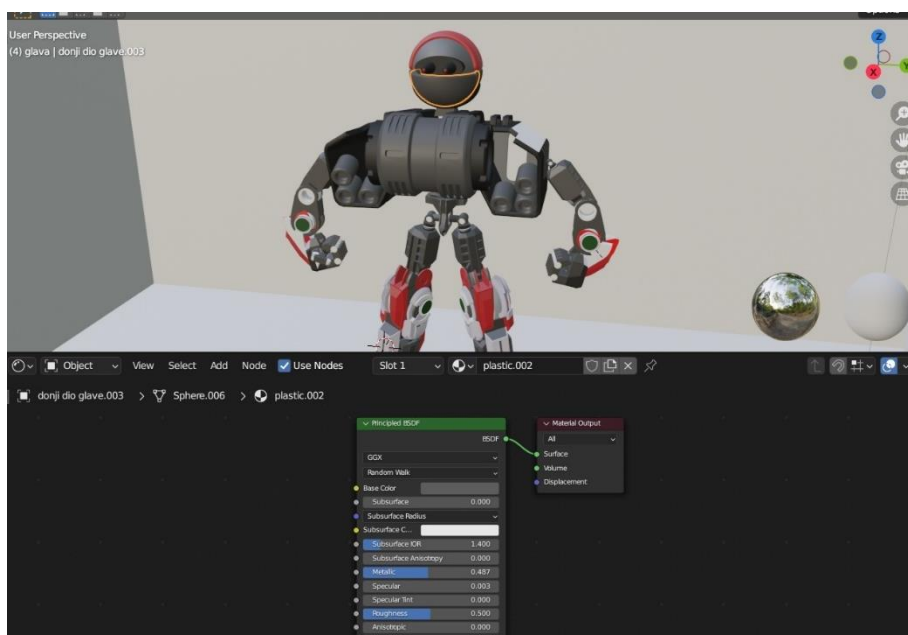 User Perspective
(4) glava | donji dio glave.003
Z
X
Y
Object View Select Add Node Use Nodes Slot 1 plastic.002
donji dio glave.003 > Sphere.006 > plastic.002
Principled BSDF
BSDF
GGX
Random Walk
Base Color
Subsurface 0.000
Subsurface Radius
Subsurface C...
Subsurface IOR 1.400
Subsurface Anisotropy 0.000
Metallic 0.487
Specular 0.003
Specular Tint 0.000
Roughness 0.500
Anisotropic 0.000
Material Output
All
Surface
Volume
Displacement